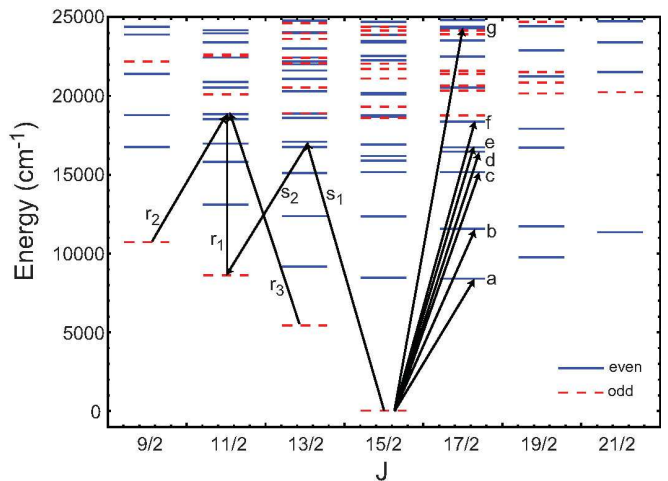 Energy (cm⁻¹)
25000
20000
15000
10000
5000
0
g
f
e
d
c
b
a
r₂
r₁
r₃
s₂
s₁
even
odd
9/2 11/2 13/2 15/2 17/2 19/2 21/2
J